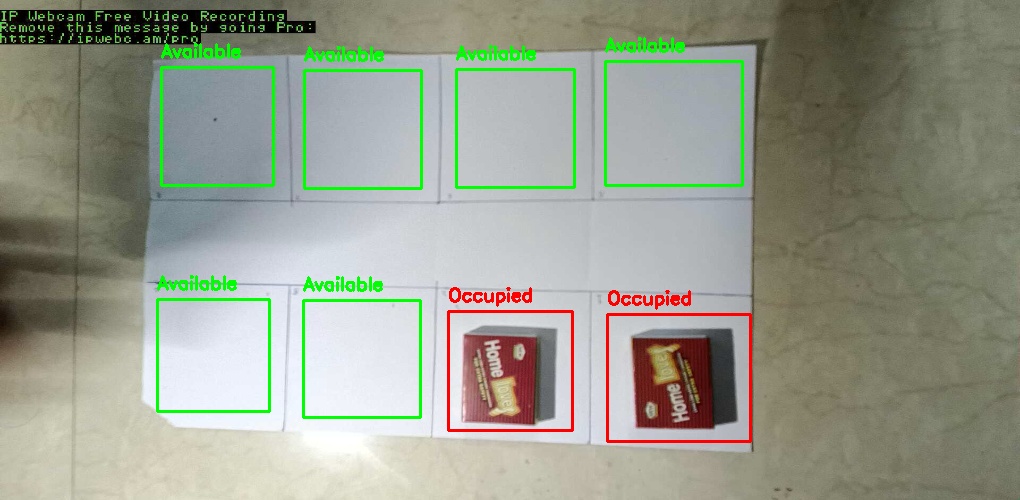 IP Webcam Free Video Recording
Remove this message by going Pro:
https://ipwebc.am/pro
Available
Available
Available
Available
Available
Available
Occupied
Occupied
Home
Home